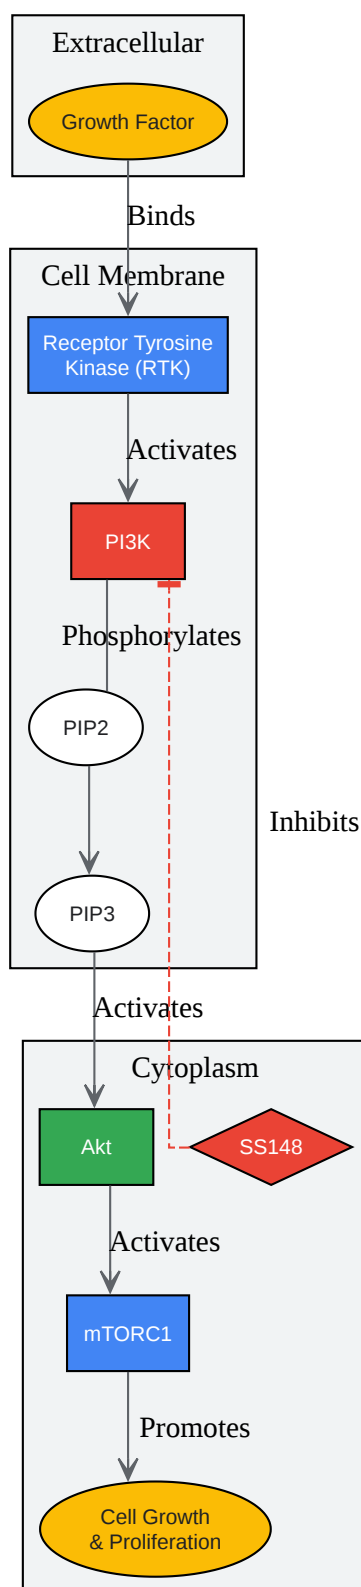 Extracellular
Growth Factor
Binds
Cell Membrane
Receptor Tyrosine
Kinase (RTK)
Activates
PI3K
Phosphorylates
PIP2
Inhibits
PIP3
Activates
Cytoplasm
Akt
SS148
Activates
mTORC1
Promotes
Cell Growth
& Proliferation